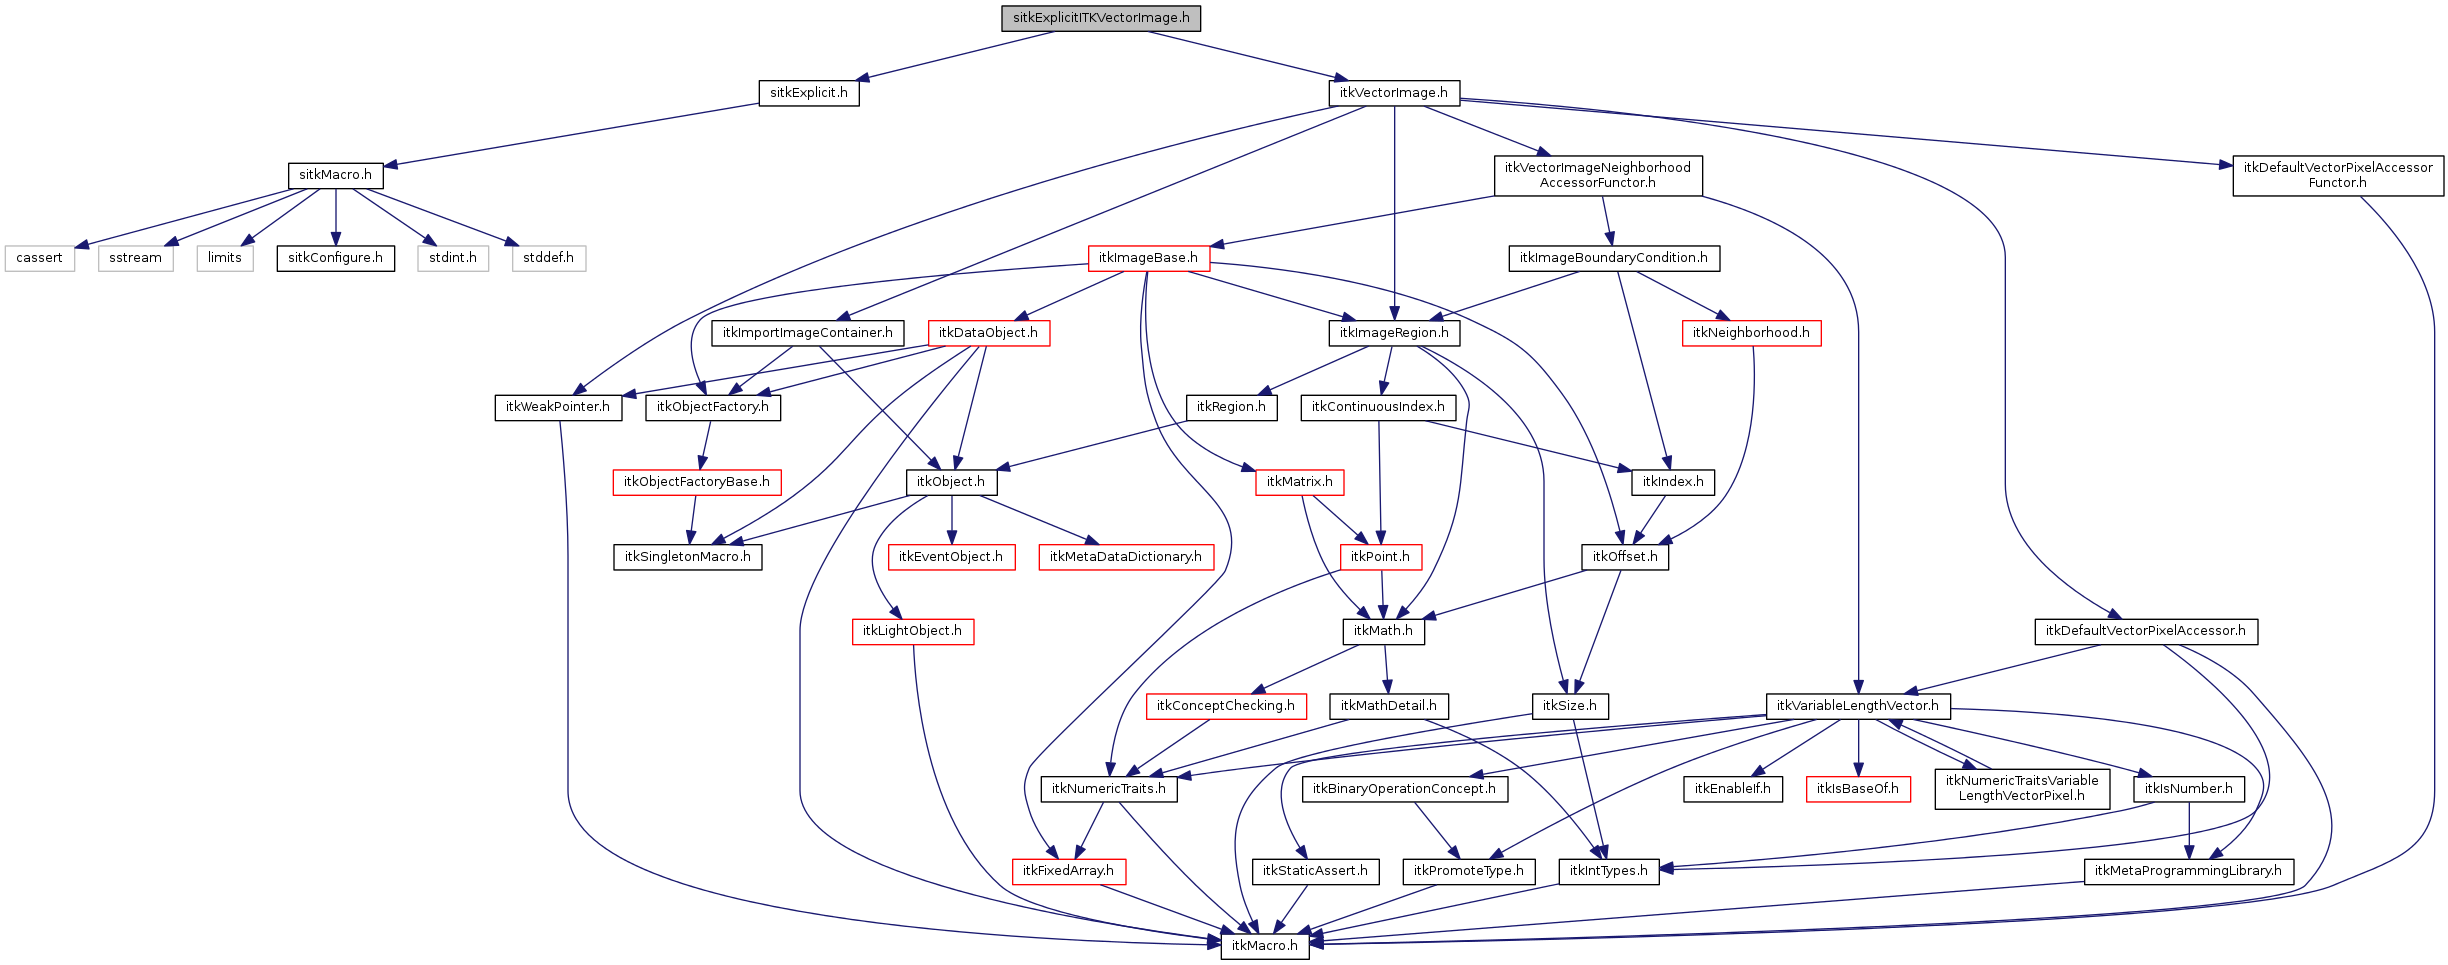 sitkExplicitITKVectorImage.h
sitkExplicit.h
itkVectorImage.h
sitkMacro.h
itkVectorImageNeighborhood
AccessorFunctor.h
itkDefaultVectorPixelAccessor
Functor.h
cassert
sstream
limits
sitkConfigure.h
stdint.h
stddef.h
itkImageBase.h
itkImageBoundaryCondition.h
itkImportImageContainer.h
itkDataObject.h
itkImageRegion.h
itkNeighborhood.h
itkWeakPointer.h
itkObjectFactory.h
itkRegion.h
itkContinuousIndex.h
itkObjectFactoryBase.h
itkObject.h
itkMatrix.h
itkIndex.h
itkSingletonMacro.h
itkEventObject.h
itkMetaDataDictionary.h
itkPoint.h
itkOffset.h
itkLightObject.h
itkMath.h
itkDefaultVectorPixelAccessor.h
itkConceptChecking.h
itkMathDetail.h
itkSize.h
itkVariableLengthVector.h
itkNumericTraits.h
itkBinaryOperationConcept.h
itkEnableIf.h
itkIsBaseOf.h
itkNumericTraitsVariable
LengthVectorPixel.h
itkIsNumber.h
itkFixedArray.h
itkStaticAssert.h
itkPromoteType.h
itkIntTypes.h
itkMetaProgrammingLibrary.h
itkMacro.h